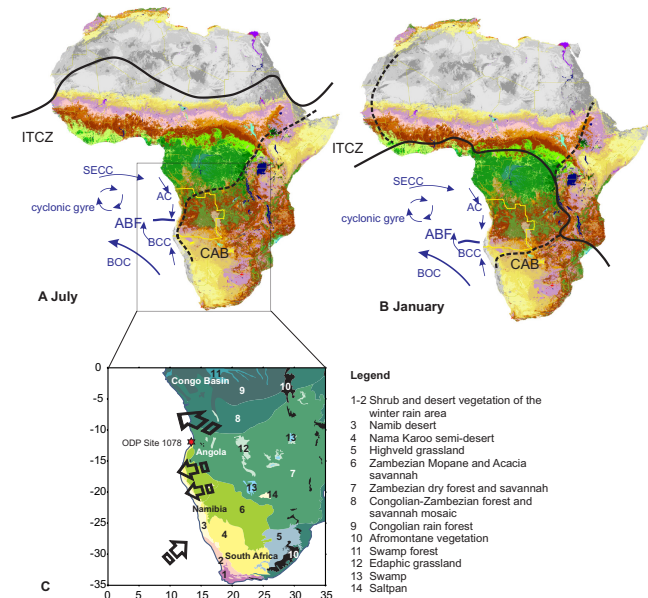 ITCZ
SECC
AC
cyclonic gyre
ABF
BCC
BOC
CAB
A July
ITCZ
SECC
AC
cyclonic gyre
ABF
BCC
BOC
CAB
B January
0
-5
-10
-15
-20
-25
-30
-35
0
10
15
20
25
30
35
11
Congo Basin
9
10
8
ODP Site 1078
Angola
12
13
7
13
14
Namibia
6
3
4
5
South Africa
2
10
1
C
Legend
1-2 Shrub and desert vegetation of the
winter rain area
3 Namib desert
4 Nama Karoo semi-desert
5 Highveld grassland
6 Zambezian Mopane and Acacia
savannah
7 Zambezian dry forest and savannah
8 Congolian-Zambezian forest and
savannah mosaic
9 Congolian rain forest
10 Afromontane vegetation
11 Swamp forest
12 Edaphic grassland
13 Swamp
14 Saltpan